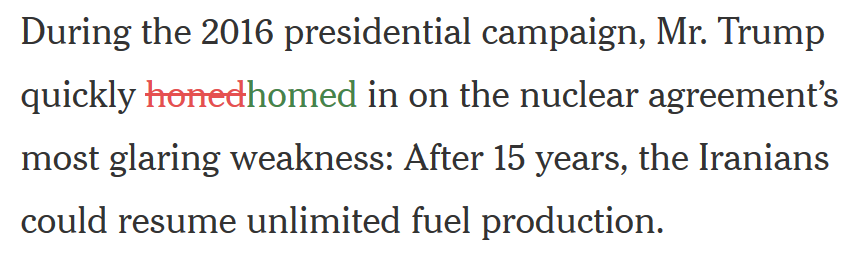 During the 2016 presidential campaign, Mr. Trump
quickly honedhomed in on the nuclear agreement’s
most glaring weakness: After 15 years, the Iranians
could resume unlimited fuel production.